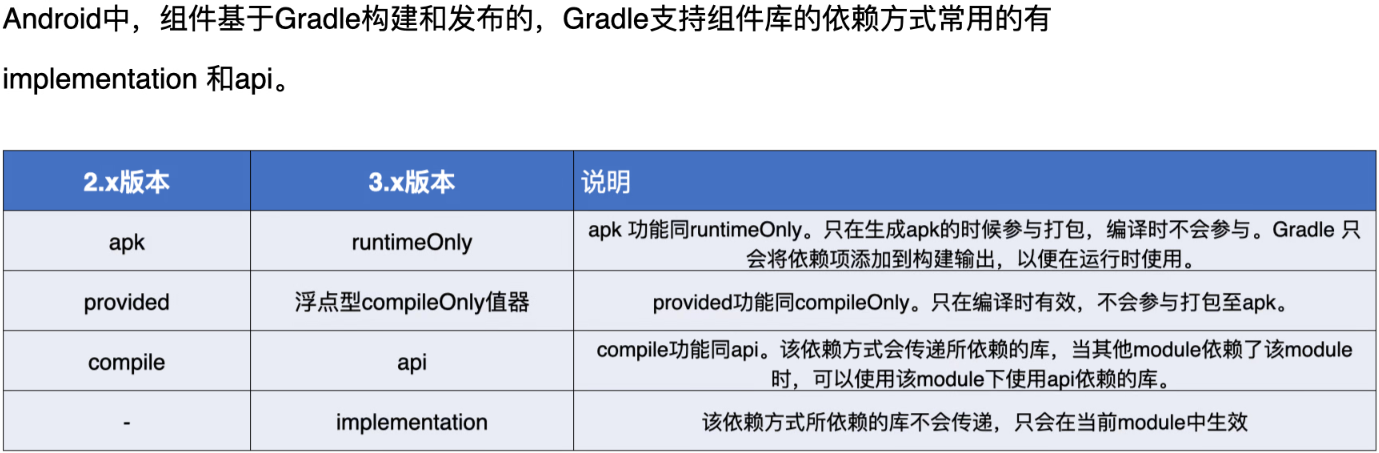 Android中，组件基于Gradle构建和发布的，Gradle支持组件库的依赖方式常用的有
implementation 和api。
2.x版本 3.x版本 说明
apk runtimeOnly apk 功能同runtimeOnly。只在生成apk的时候参与打包，编译时不会参与。Gradle 只
会将依赖项添加到构建输出，以便在运行时使用。
provided 浮点型compileOnly值器 provided功能同compileOnly。只在编译时有效，不会参与打包至apk。
compile api compile功能同api。该依赖方式会传递所依赖的库，当其他module依赖了该module
时，可以使用该module下使用api依赖的库。
- implementation 该依赖方式所依赖的库不会传递，只会在当前module中生效